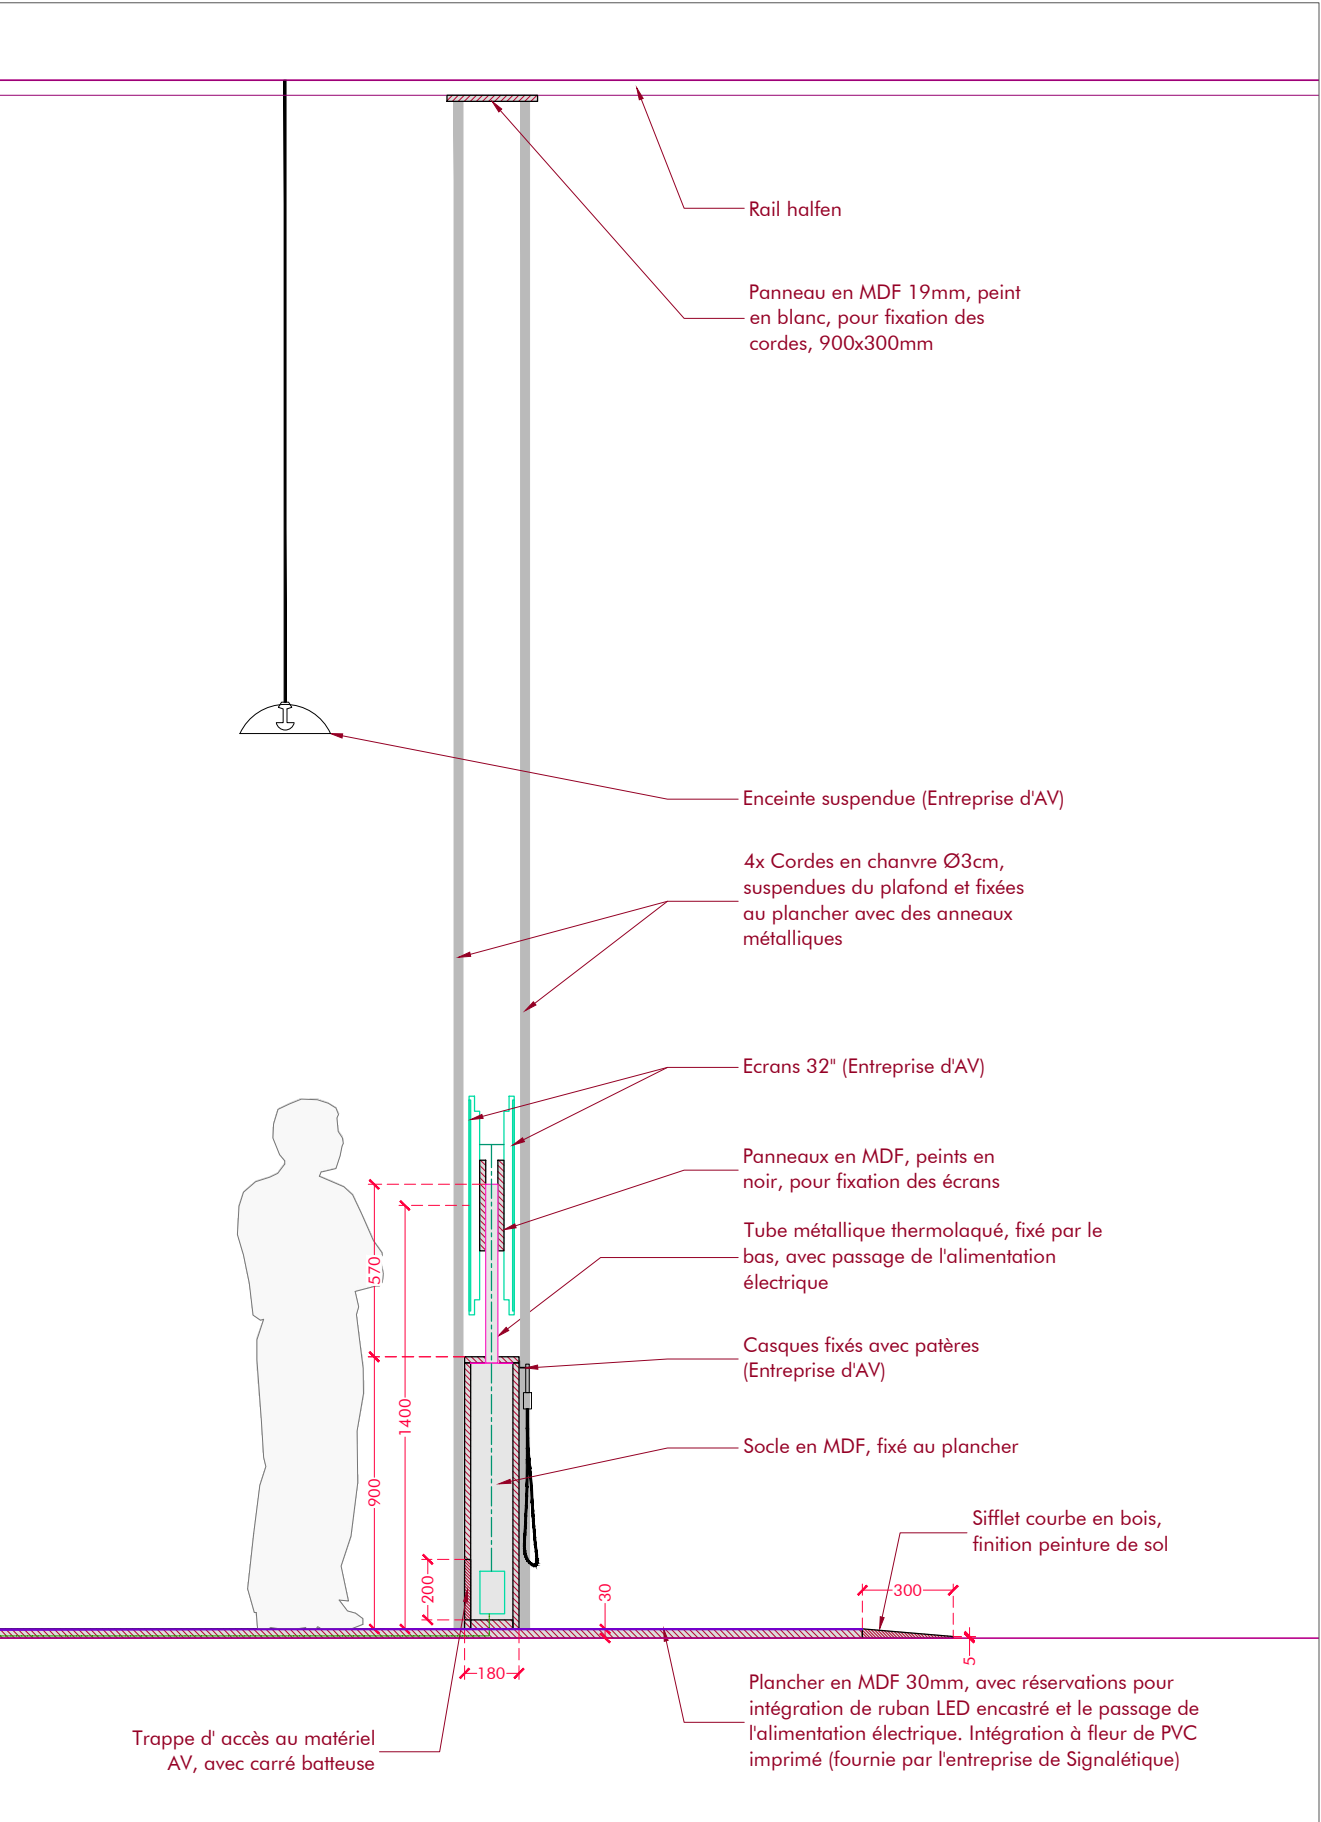 Rail halfen
Panneau en MDF 19mm, peint
en blanc, pour fixation des
cordes, 900x300mm
Enceinte suspendue (Entreprise d'AV)
4x Cordes en chanvre Ø3cm,
suspendues du plafond et fixées
au plancher avec des anneaux
métalliques
Ecrans 32" (Entreprise d'AV)
Panneaux en MDF, peints en
noir, pour fixation des écrans
Tube métallique thermolaqué, fixé par le
bas, avec passage de l'alimentation
électrique
570
Casques fixés avec patères
(Entreprise d'AV)
1400
Socle en MDF, fixé au plancher
900
Sifflet courbe en bois,
finition peinture de sol
200
30
300
5
180
Plancher en MDF 30mm, avec réservations pour
intégration de ruban LED encastré et le passage de
l'alimentation électrique. Intégration à fleur de PVC
imprimé (fournie par l'entreprise de Signalétique)
Trappe d' accès au matériel
AV, avec carré batteuse